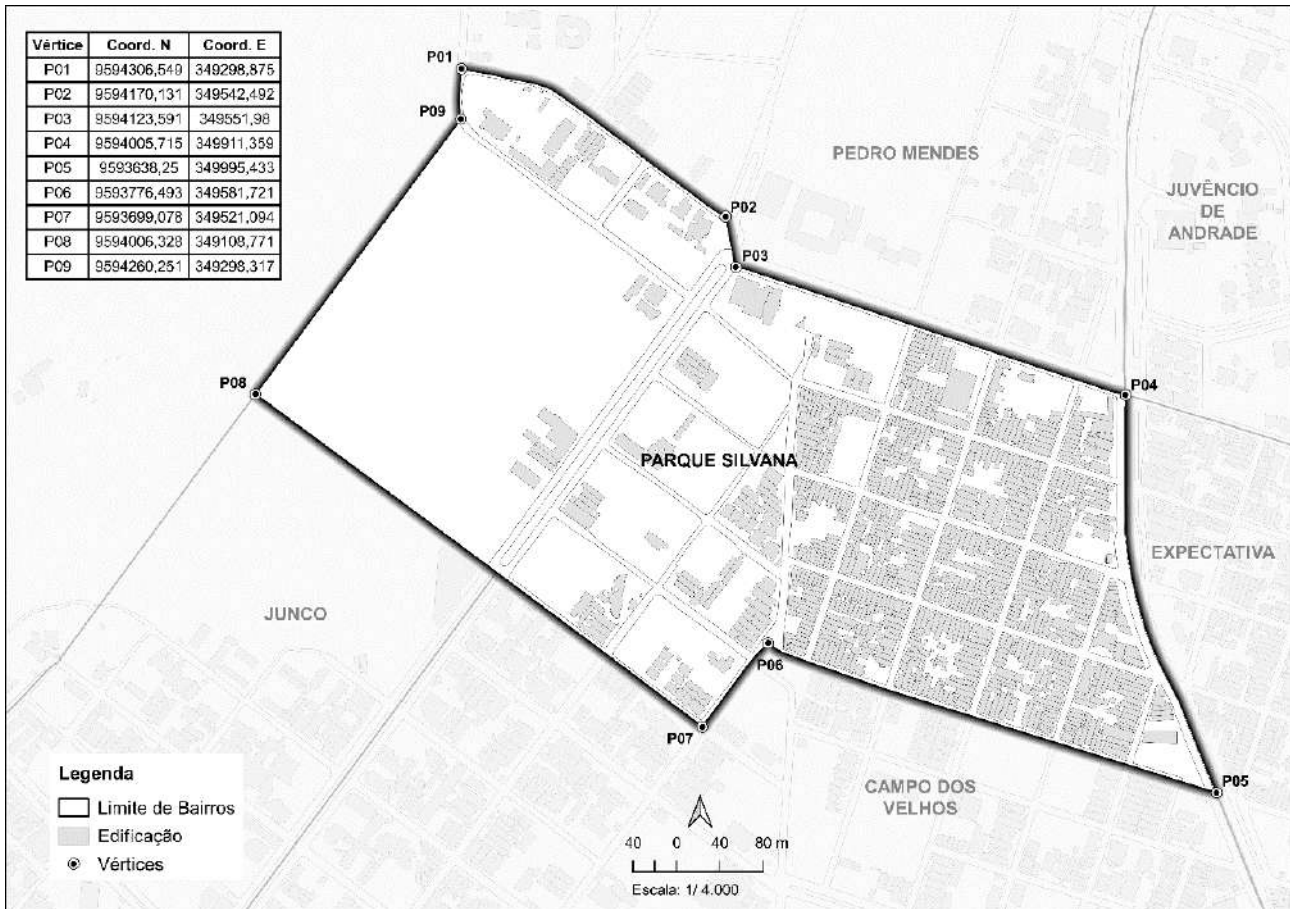 Vértice Coord. N Coord. E
P01 9594306,549 349298,875
P02 9594170,131 349542,492
P03 9594123,591 349551,98
P04 9594005,715 349911,359
P05 9593638,25 349995,433
P06 9593776,493 349581,721
P07 9593699,078 349521,094
P08 9594006,328 349108,771
P09 9594260,251 349298,317
P01
P09
PEDRO MENDES
JUVÊNCIO
DE
ANDRADE
P02
P03
P08
P04
PARQUE SILVANA
EXPECTATIVA
JUNCO
P06
P07
CAMPO DOS
VELHOS
P05
Legenda
Limite de Bairros
Edificação
Vértices
40 0 40 80 m
Escala: 1/ 4.000